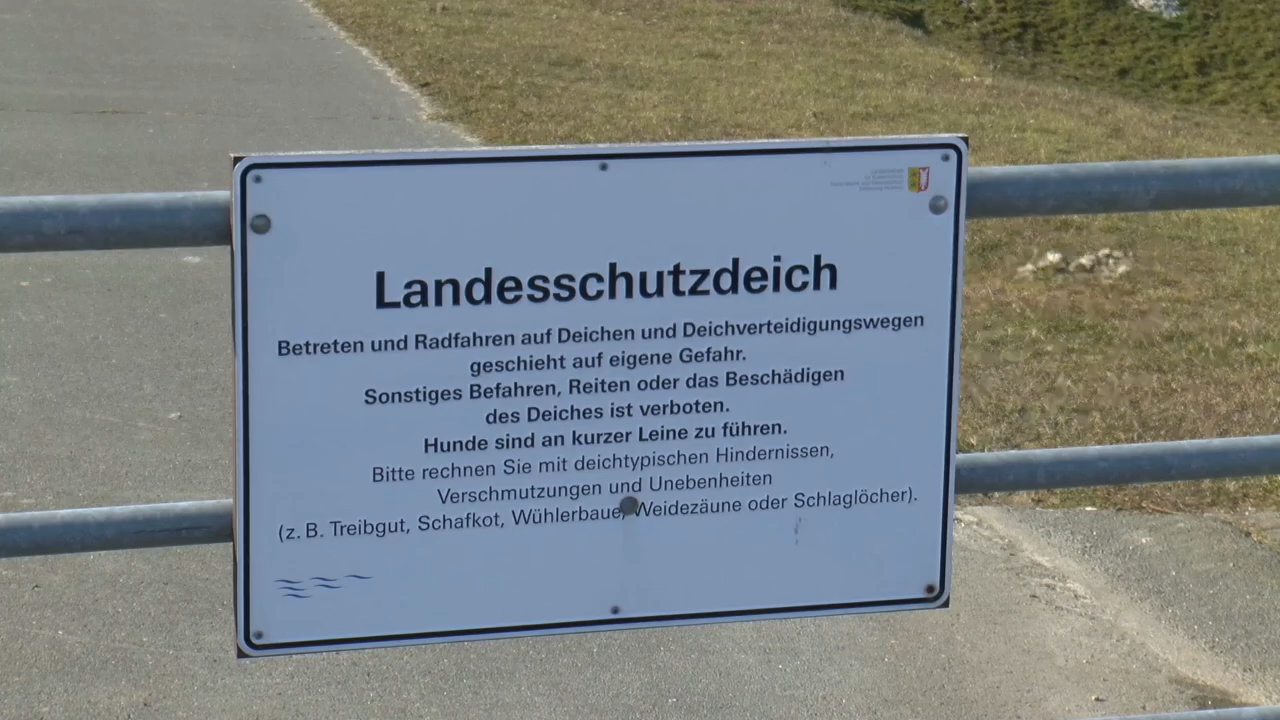 Landesschutzdeich
Betreten und Radfahren auf Deichen und Deichverteidigungswegen
geschieht auf eigene Gefahr.
Sonstiges Befahren, Reiten oder das Beschädigen
des Deiches ist verboten.
Hunde sind an kurzer Leine zu führen.
Bitte rechnen Sie mit deichtypischen Hindernissen,
Verschmutzungen und Unebenheiten
(z. B. Treibgut, Schafkot, Wühlerbaue, Weidezäune oder Schlaglöcher).